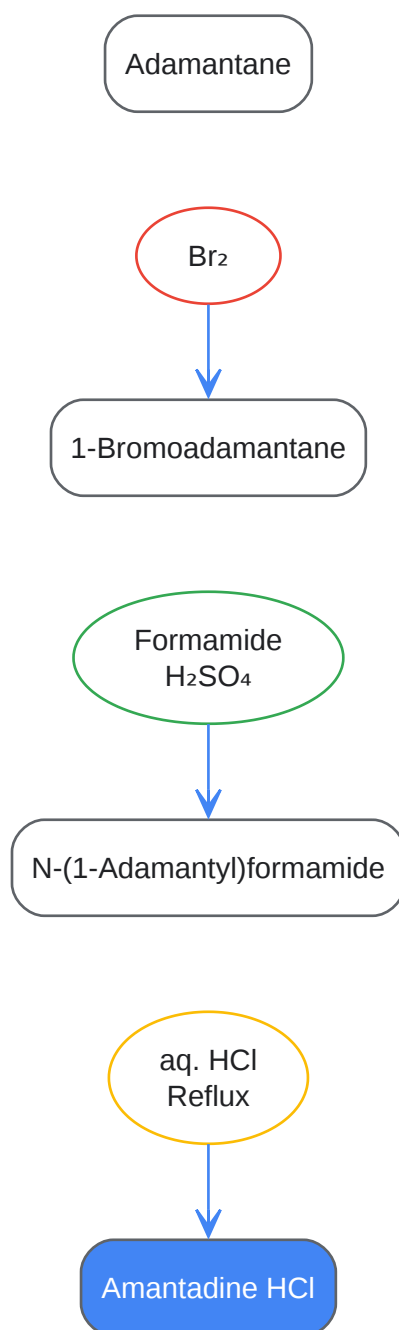 Adamantane
Br₂
1-Bromoadamantane
Formamide
H₂SO₄
N-(1-Adamantyl)formamide
aq. HCl
Reflux
Amantadine HCl